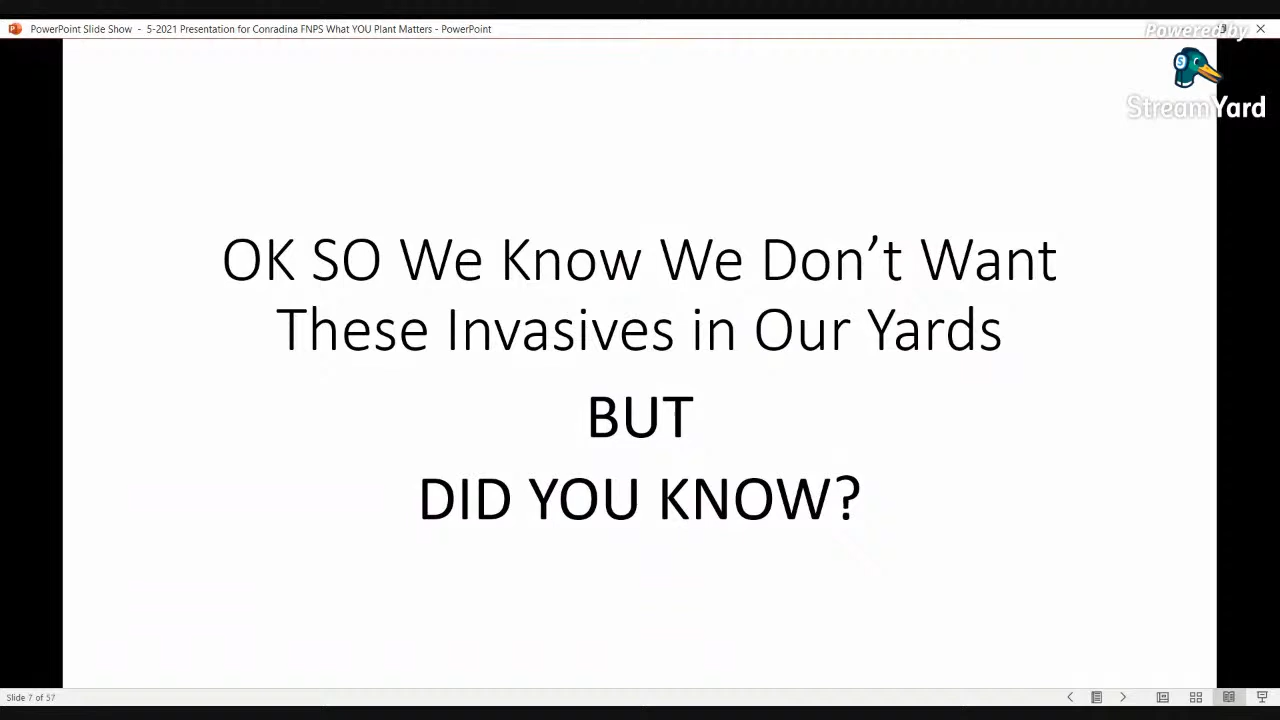 PowerPoint Slide Show - 5-2021 Presentation for Conradina FNPS What YOU Plant Matters - PowerPoint
Powered by
StreamYard
OK SO We Know We Don’t Want
These Invasives in Our Yards
BUT
DID YOU KNOW?
Slide 7 of 57